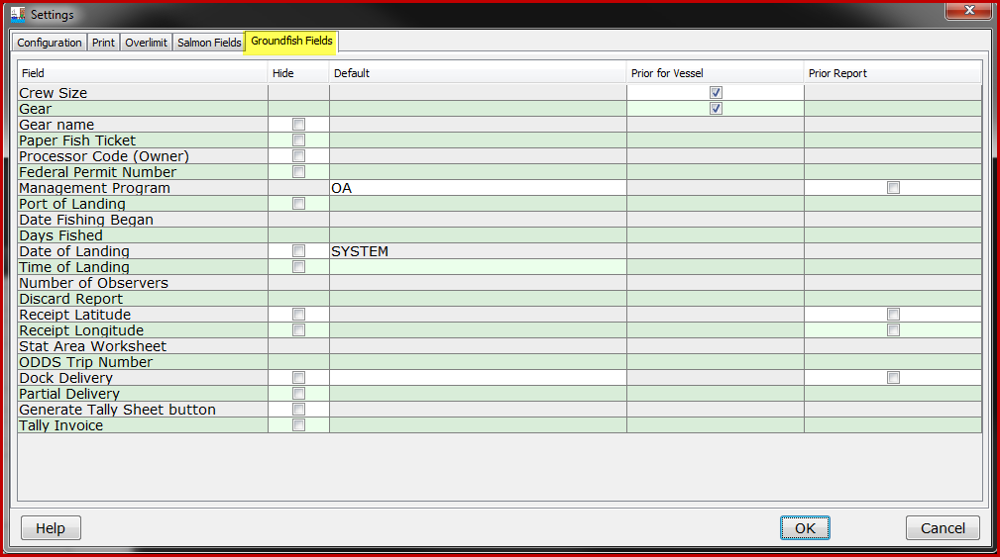 Settings
Configuration Print Overlimit Salmon Fields Groundfish Fields
Field Hide Default Prior for Vessel Prior Report
Crew Size
Gear
Gear name
Paper Fish Ticket
Processor Code (Owner)
Federal Permit Number
Management Program OA
Port of Landing
Date Fishing Began
Days Fished
Date of Landing SYSTEM
Time of Landing
Number of Observers
Discard Report
Receipt Latitude
Receipt Longitude
Stat Area Worksheet
ODDS Trip Number
Dock Delivery
Partial Delivery
Generate Tally Sheet button
Tally Invoice
Help OK Cancel